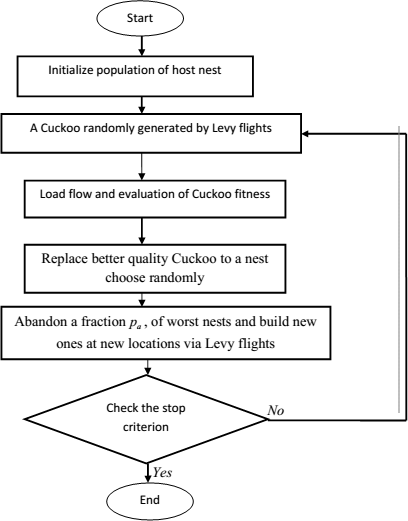 Start
Initialize population of host nest
A Cuckoo randomly generated by Levy flights
Load flow and evaluation of Cuckoo fitness
Replace better quality Cuckoo to a nest
choose randomly
Abandon a fraction pₐ, of worst nests and build new
ones at new locations via Levy flights
Check the stop
criterion
No
Yes
End